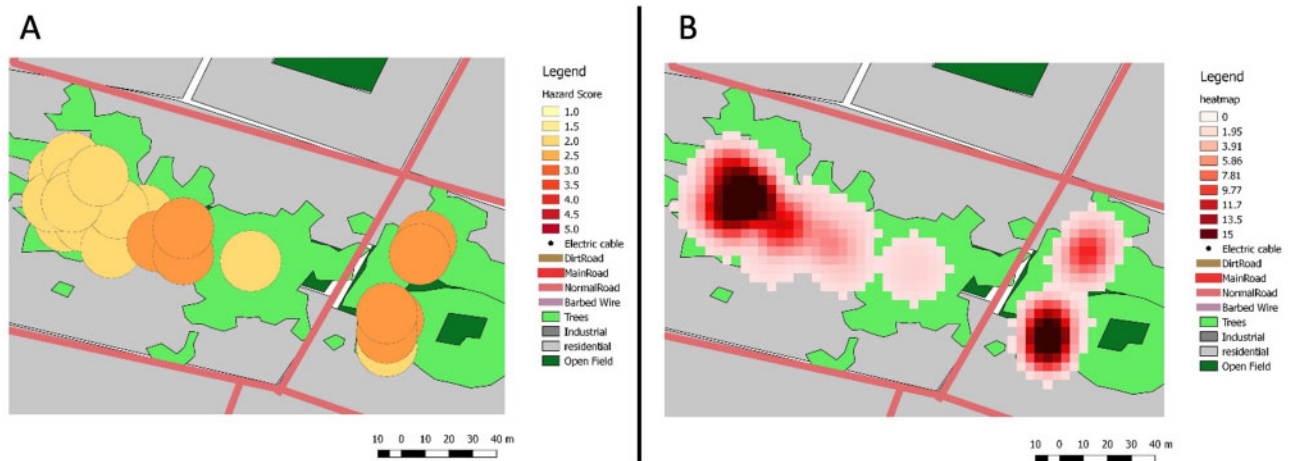 A
Legend
Hazard Score
1.0
1.5
2.0
2.5
3.0
3.5
4.0
4.5
5.0
Electric cable
DirtRoad
MainRoad
NormalRoad
Barbed Wire
Trees
Industrial
residential
Open Field
10 0 10 20 30 40 m
B
Legend
heatmap
0
1.95
3.91
5.86
7.81
9.77
11.7
13.5
15
Electric cable
DirtRoad
MainRoad
NormalRoad
Barbed Wire
Trees
Industrial
residential
Open Field
10 0 10 20 30 40 m